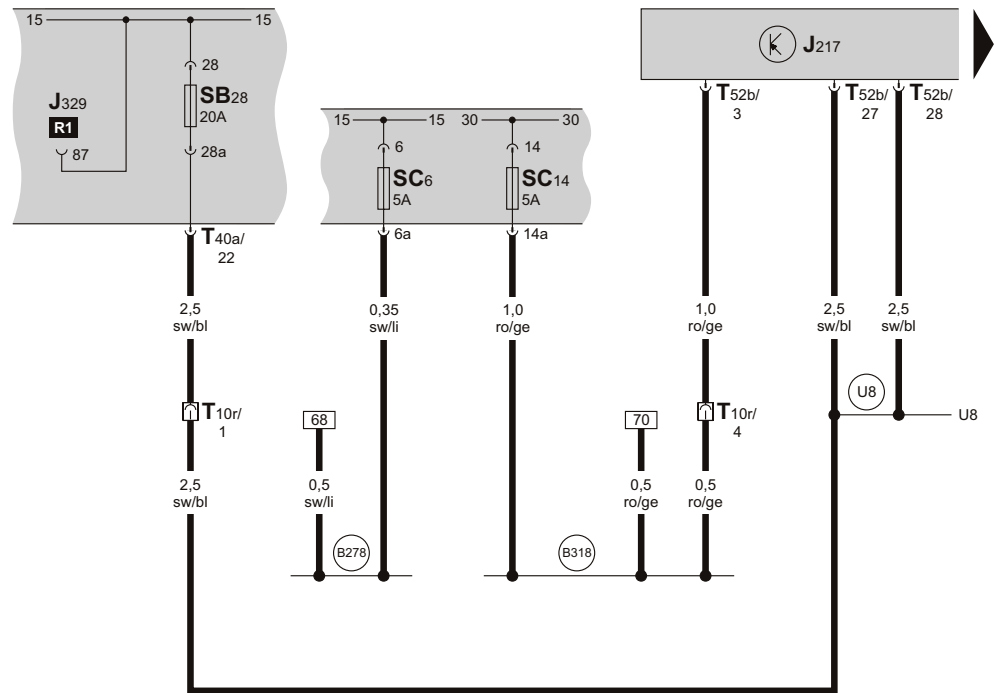 15 15
28
SB28
20A
28a
J329
R1
87
T40a/
22
2,5
sw/bl
T10r/
1
2,5
sw/bl
15 15 30 30
6
SC6
5A
6a
14
SC14
5A
14a
0,35
sw/li
1,0
ro/ge
68
0,5
sw/li
B278
B318
70
0,5
ro/ge
J217
T52b/
3
T52b/
27
T52b/
28
1,0
ro/ge
2,5
sw/bl
2,5
sw/bl
T10r/
4
0,5
ro/ge
U8
U8